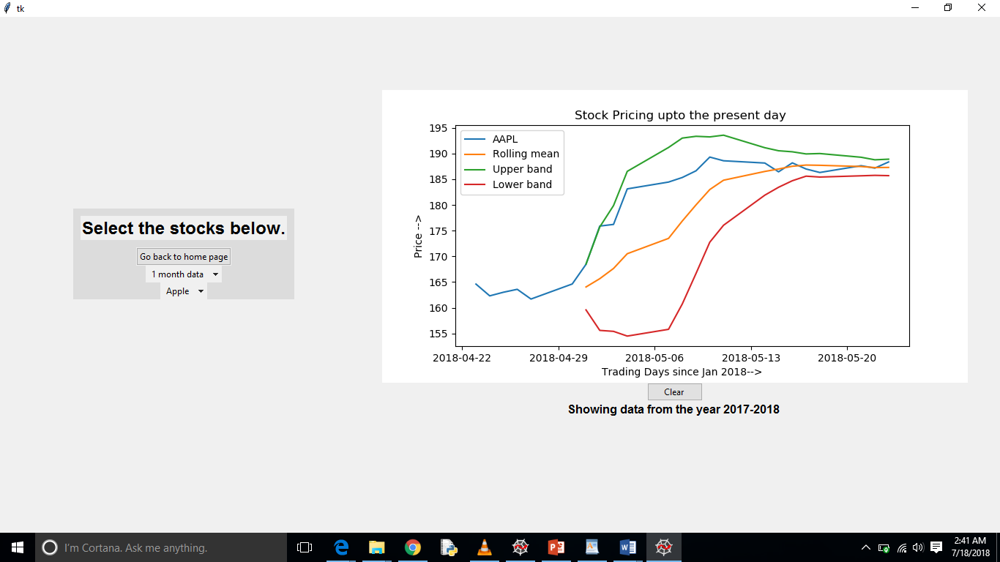 tk
Select the stocks below.
Go back to home page
1 month data
Apple
Stock Pricing upto the present day
AAPL
Rolling mean
Upper band
Lower band
Price -->
195
190
185
180
175
170
165
160
155
2018-04-22 2018-04-29 2018-05-06 2018-05-13 2018-05-20
Trading Days since Jan 2018-->
Clear
Showing data from the year 2017-2018
I'm Cortana. Ask me anything.
2:41 AM
7/18/2018